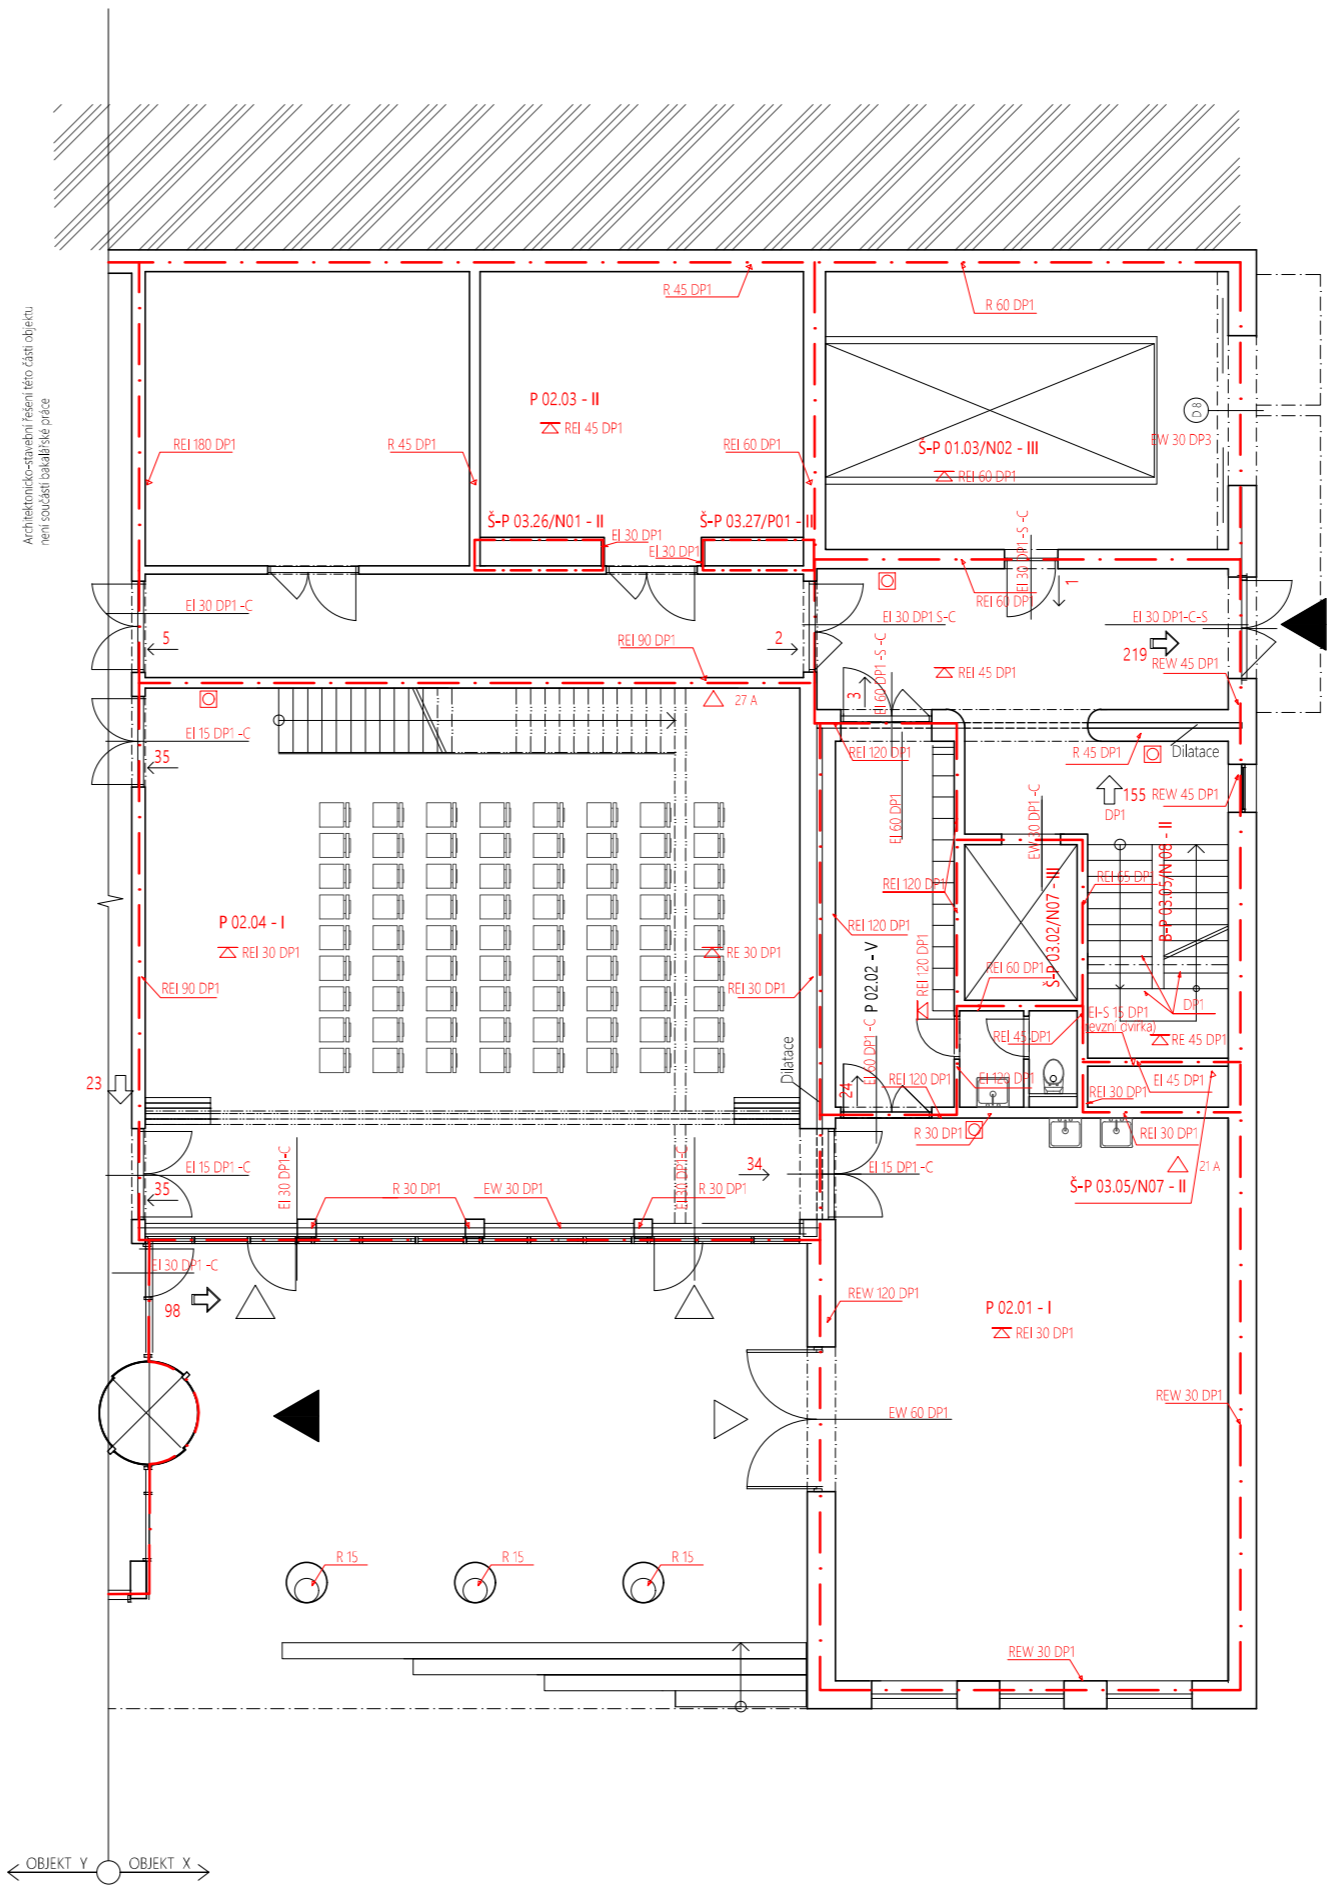 Architektonicko-stavební řešení této části objektu
není součástí bakalářské práce
R 45 DP1
R 60 DP1
P 02.03 - II
REI 45 DP1
REI 180 DP1
R 45 DP1
REI 60 DP1
Š-P 01.03/N02 - III
REI 60 DP1
D 8
EW 30 DP3
Š-P 03.26/N01 - II
Š-P 03.27/P01 - II
EI 30 DP1
EI 30 DP1
EI 30 DP1-S -C
1
REI 60 DP1
EI 30 DP1 -C
5
2
EI 30 DP1 S-C
EI 30 DP1-C-S
REI 90 DP1
219
REW 45 DP1
REI 45 DP1
EI 60 DP1-S -C
3
27 A
EI 15 DP1 -C
35
REI 120 DP1
R 45 DP1
Dilatace
155
REW 45 DP1
DP1
EI 60 DP1
EW 30 DP1 -C
REI 120 DP1
REI 65 DP1
B-P 03.05/N 08 - II
Š-P 03.02/N07 - III
P 02.04 - I
REI 30 DP1
RE 30 DP1
REI 120 DP1
P 02.02 - V
REI 120 DP1
REI 60 DP1
REI 90 DP1
REI 30 DP1
DP1
EI-S 15 DP1
REI 45 DP1
RE 45 DP1
Dilatace
EI 60 DP1 -C
24
23
REI 120 DP1
EI 120 DP1
EI 45 DP1
REI 30 DP1
R 30 DP1
REI 30 DP1
21 A
Š-P 03.05/N07 - II
EI 15 DP1 -C
35
EI 30 DP1-C
R 30 DP1
EW 30 DP1
EI 30 DP1-C
R 30 DP1
34
EI 15 DP1 -C
EI 30 DP1 -C
98
REW 120 DP1
P 02.01 - I
REI 30 DP1
REW 30 DP1
EW 60 DP1
R 15
R 15
R 15
REW 30 DP1
OBJEKT Y
OBJEKT X